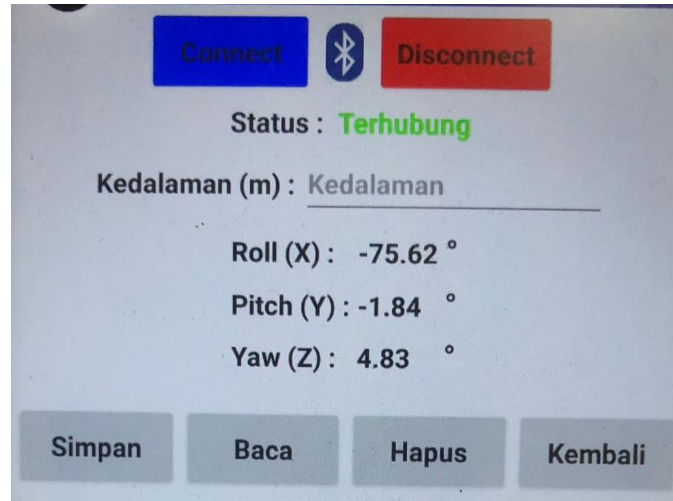 Connect Disconnect
Status : Terhubung
Kedalaman (m) : Kedalaman
Roll (X) : -75.62 °
Pitch (Y) : -1.84 °
Yaw (Z) : 4.83 °
Simpan Baca Hapus Kembali